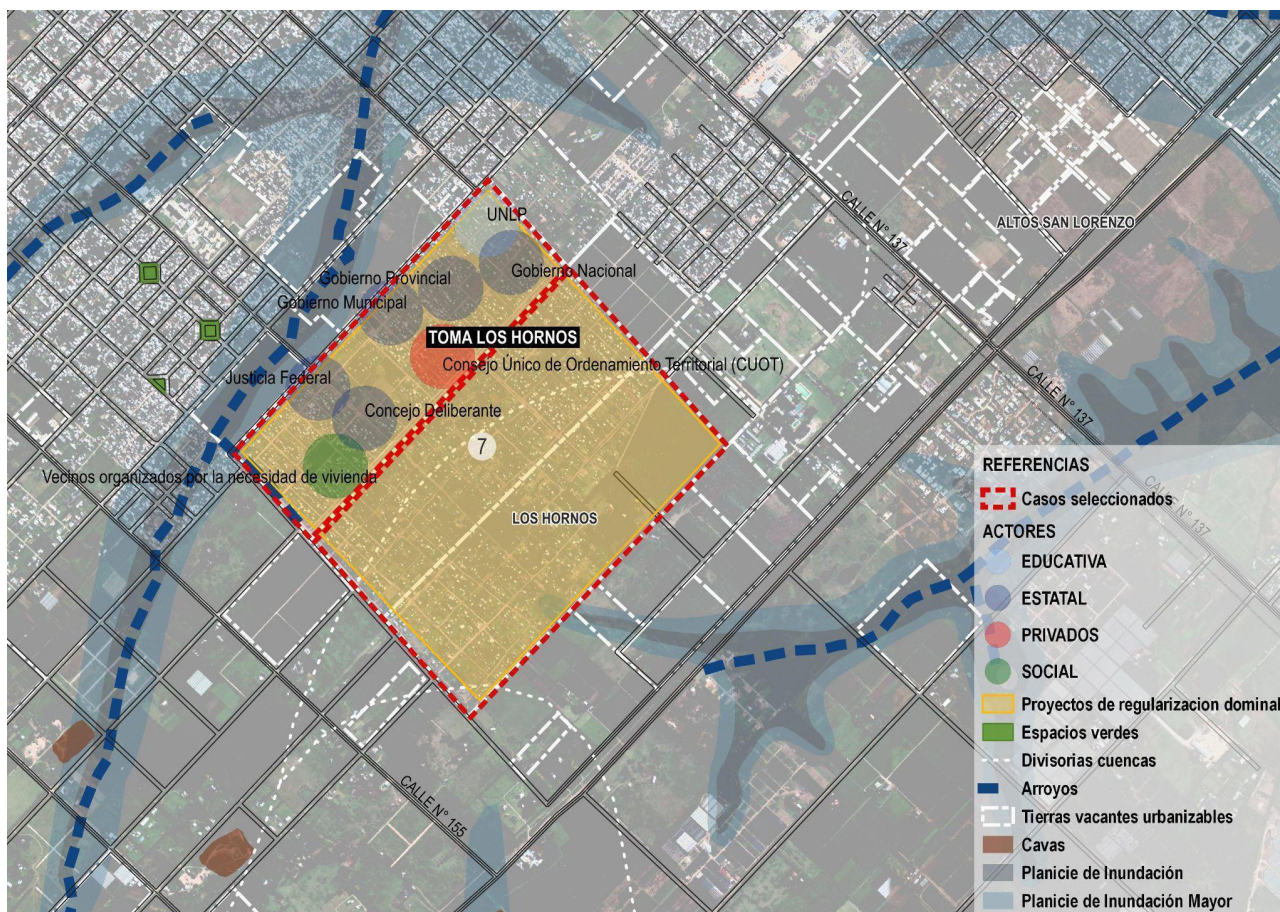 CALLE N° 137
ALTOS SAN LORENZO
UNLP
Gobierno Nacional
Gobierno Provincial
Gobierno Municipal
TOMA LOS HORNOS
Consejo Único de Ordenamiento Territorial (CUOT)
Justicia Federal
Concejo Deliberante
CALLE N° 137
7
Vecinos organizados por la necesidad de vivienda
LOS HORNOS
CALLE N° 137
CALLE N° 155
REFERENCIAS
Casos seleccionados
ACTORES
EDUCATIVA
ESTATAL
PRIVADOS
SOCIAL
Proyectos de regularizacion dominal
Espacios verdes
Divisorias cuencas
Arroyos
Tierras vacantes urbanizables
Cavas
Planicie de Inundación
Planicie de Inundación Mayor